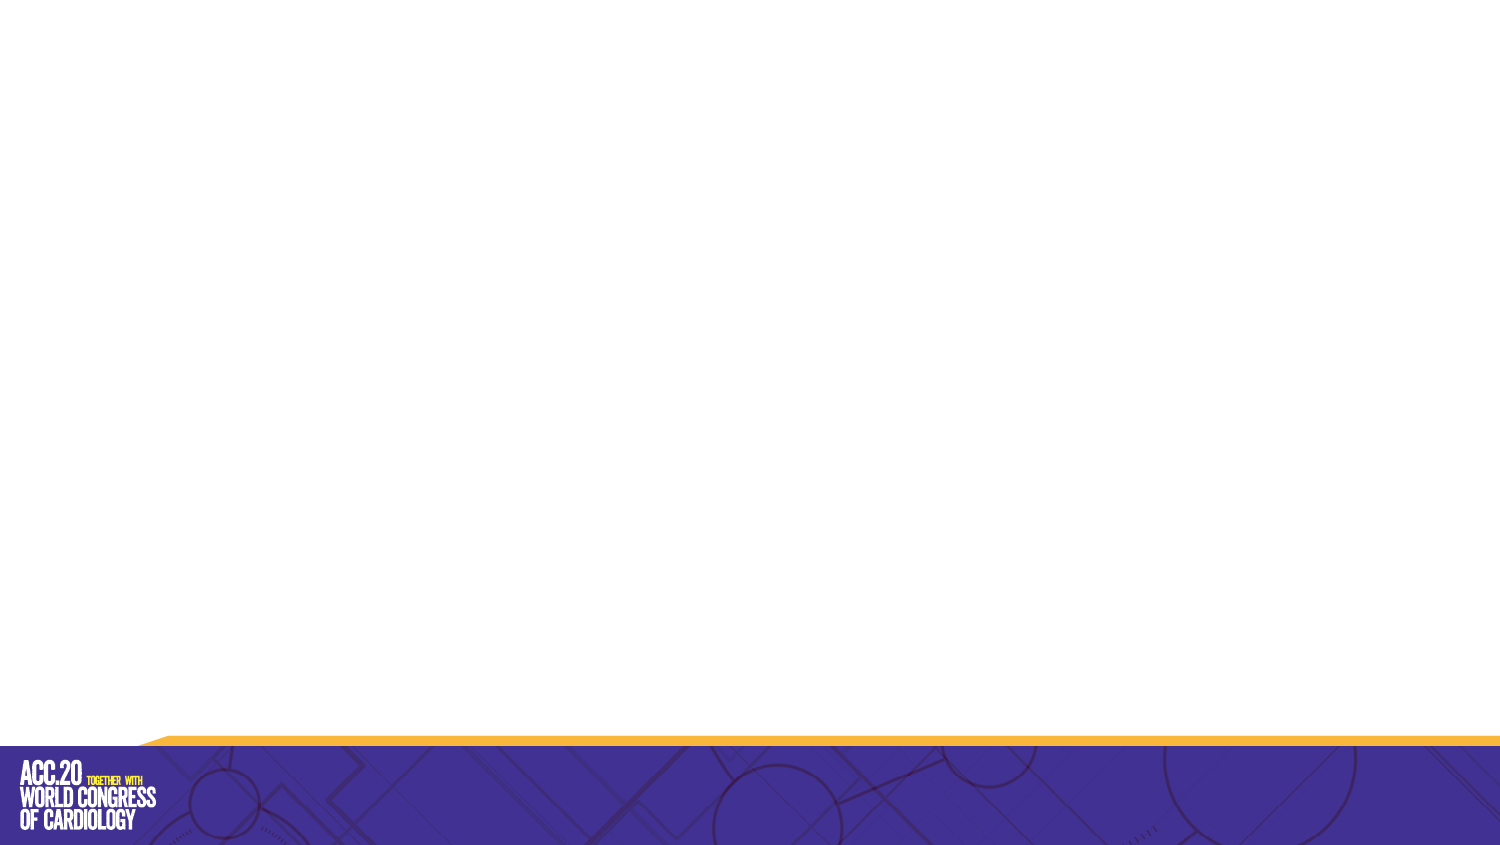 ACC.20 TOGETHER WITH
WORLD CONGRESS
OF CARDIOLOGY